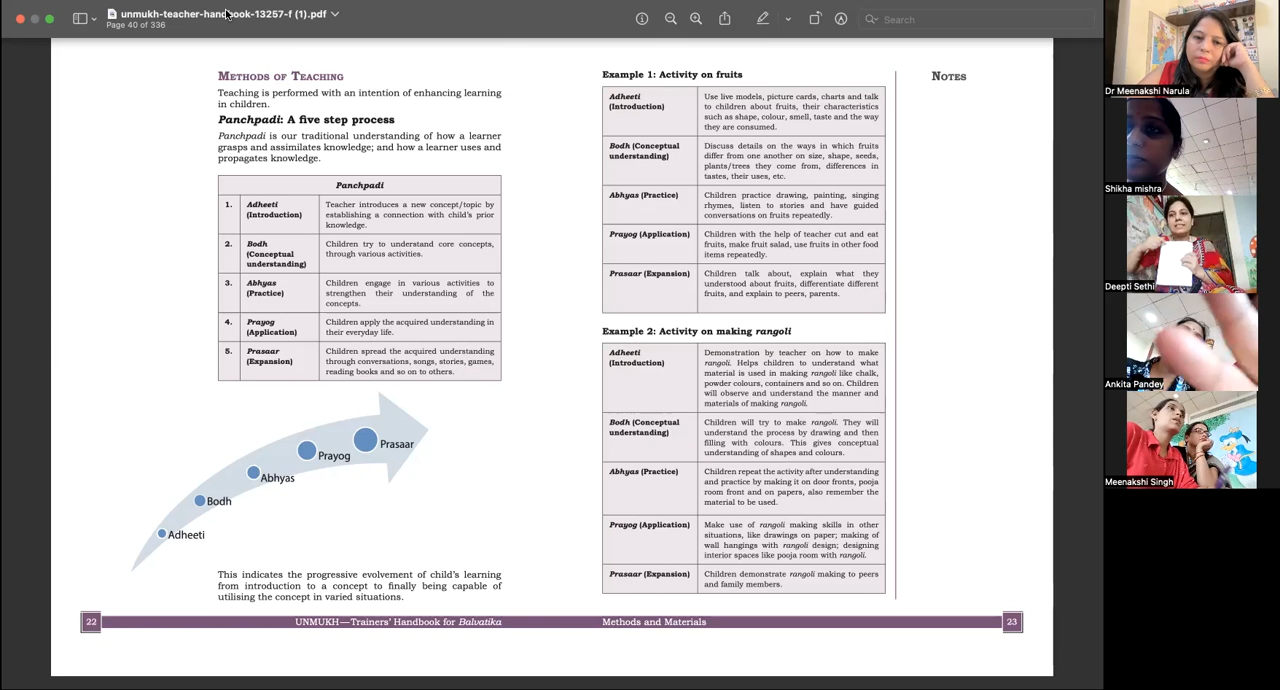 unmukh-teacher-handbook-13257-f (1).pdf
Page 40 of 336
Search
METHODS OF TEACHING
Teaching is performed with an intention of enhancing learning
in children.
Panchpadi: A five step process
Panchpadi is our traditional understanding of how a learner
grasps and assimilates knowledge; and how a learner uses and
propagates knowledge.
Panchpadi
1. Adheeti (Introduction)
Teacher introduces a new concept/topic by
establishing a connection with child's prior
knowledge.
2. Bodh (Conceptual understanding)
Children try to understand core concepts,
through various activities.
3. Abhyas (Practice)
Children engage in various activities to
strengthen their understanding of the
concepts.
4. Prayog (Application)
Children apply the acquired understanding in
their everyday life.
5. Prasaar (Expansion)
Children spread the acquired understanding
through conversations, songs, stories, games,
reading books and so on to others.
Prasaar
Prayog
Abhyas
Bodh
Adheeti
This indicates the progressive evolvement of child's learning
from introduction to a concept to finally being capable of
utilising the concept in varied situations.
22
UNMUKH—Trainers' Handbook for Balvatika
Example 1: Activity on fruits
Adheeti (Introduction)
Use live models, picture cards, charts and talk
to children about fruits, their characteristics
such as shape, colour, smell, taste and the way
they are consumed.
Bodh (Conceptual understanding)
Discuss details on the ways in which fruits
differ from one another on size, shape, seeds,
plants/trees they come from, differences in
tastes, their uses, etc.
Abhyas (Practice)
Children practice drawing, painting, singing
rhymes, listen to stories and have guided
conversations on fruits repeatedly.
Prayog (Application)
Children with the help of teacher cut and eat
fruits, make fruit salad, use fruits in other food
items repeatedly.
Prasaar (Expansion)
Children talk about, explain what they
understood about fruits, differentiate different
fruits, and explain to peers, parents.
Example 2: Activity on making rangoli
Adheeti (Introduction)
Demonstration by teacher on how to make
rangoli. Helps children to understand what
material is used in making rangoli like chalk,
powder colours, containers and so on. Children
will observe and understand the manner and
materials of making rangoli.
Bodh (Conceptual understanding)
Children will try to make rangoli. They will
understand the process by drawing and then
filling with colours. This gives conceptual
understanding of shapes and colours.
Abhyas (Practice)
Children repeat the activity after understanding
and practice by making it on door fronts, pooja
room front and on papers, also remember the
material to be used.
Prayog (Application)
Make use of rangoli making skills in other
situations, like drawings on paper; making of
wall hangings with rangoli design; designing
interior spaces like pooja room with rangoli.
Prasaar (Expansion)
Children demonstrate rangoli making to peers
and family members.
Methods and Materials
23
NOTES
Dr Meenakshi Narula
Shikha mishra
Deepti Sethi
Ankita Pandey
Meenakshi Singh